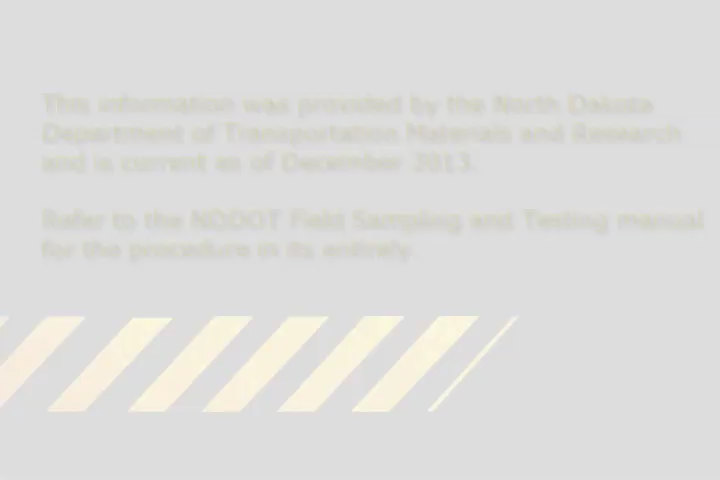 This information was provided by the North Dakota
Department of Transportation Materials and Research
and is current as of December 2013.
Refer to the NDDOT Field Sampling and Testing manual
for the procedure in its entirety.